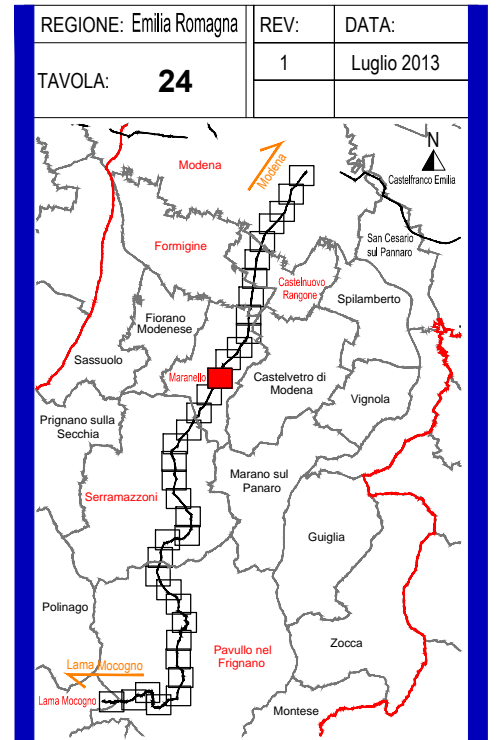 REGIONE: Emilia Romagna
REV:
DATA:
TAVOLA: 24
1
Luglio 2013
N
Modena
Modena
Castelfranco Emilia
San Cesario
sul Pannaro
Formigine
Castelnuovo
Rangone
Spilamberto
Fiorano
Modenese
Sassuolo
Maranello
Castelvetro di
Modena
Vignola
Prignano sulla
Secchia
Marano sul
Panaro
Serramazzoni
Guiglia
Polinago
Zocca
Pavullo nel
Frignano
Lama Mocogno
Lama Mocogno
Montese